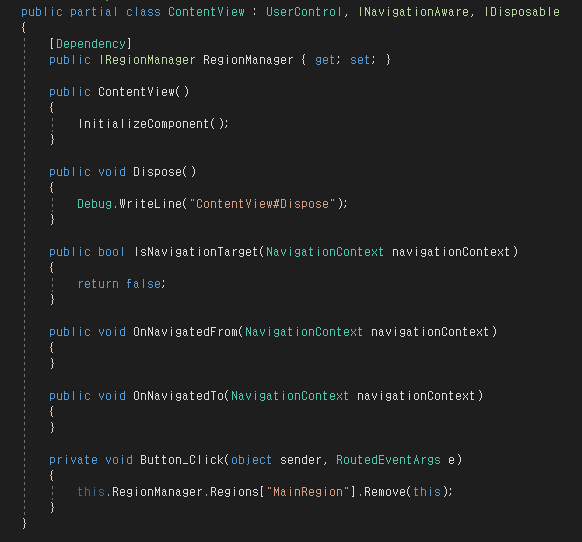 public partial class ContentView : UserControl, INavigationAware, IDisposable
{
[Dependency]
public IRegionManager RegionManager { get; set; }
public ContentView()
{
InitializeComponent();
}
public void Dispose()
{
Debug.WriteLine("ContentView#Dispose");
}
public bool IsNavigationTarget(NavigationContext navigationContext)
{
return false;
}
public void OnNavigatedFrom(NavigationContext navigationContext)
{
}
public void OnNavigatedTo(NavigationContext navigationContext)
{
}
private void Button_Click(object sender, RoutedEventArgs e)
{
this.RegionManager.Regions["MainRegion"].Remove(this);
}
}